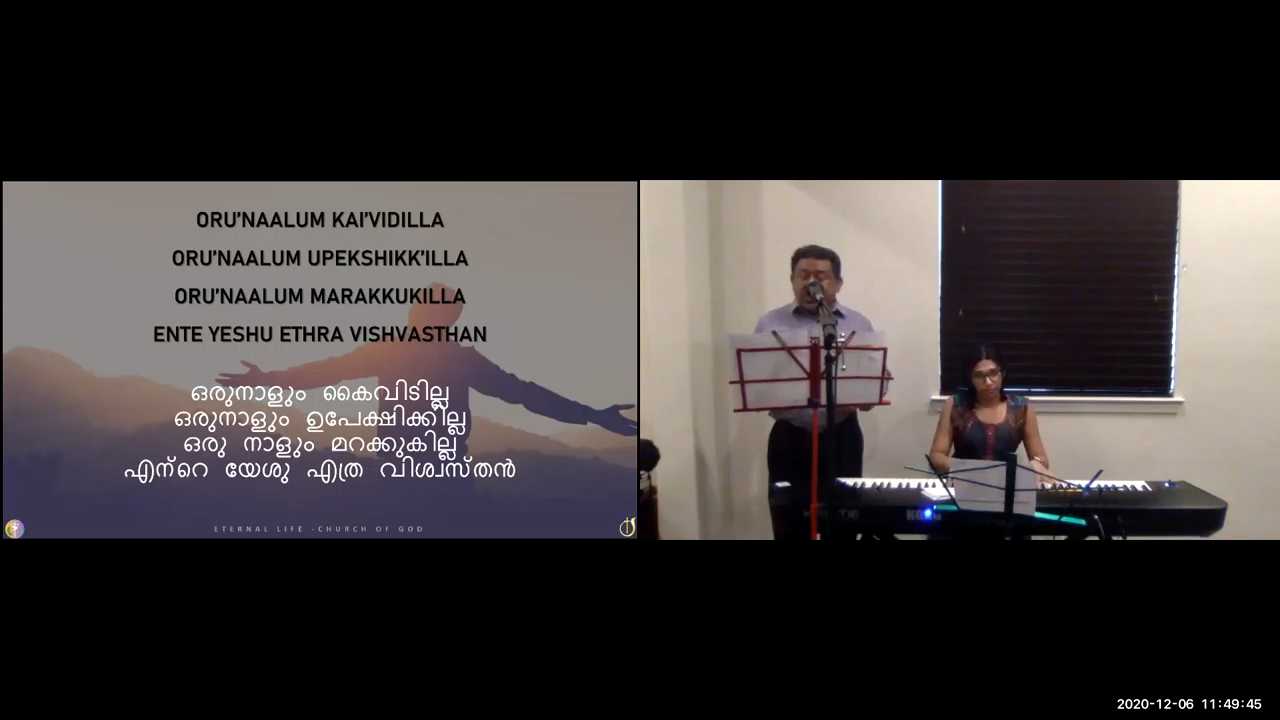 ORU'NAALUM KAI'VIDILLA
ORU'NAALUM UPEKSHIKK'ILLA
ORU'NAALUM MARAKKUKILLA
ENTE YESHU ETHRA VISHVASTHAN
ഒരുനാളും കൈവിടില്ല
ഒരുനാളും ഉപേക്ഷിക്കില്ല
ഒരു നാളും മറക്കുകില്ല
എന്റെ യേശു എത്ര വിശ്വസ്തൻ
ETERNAL LIFE -CHURCH OF GOD
2020-12-06 11:49:45